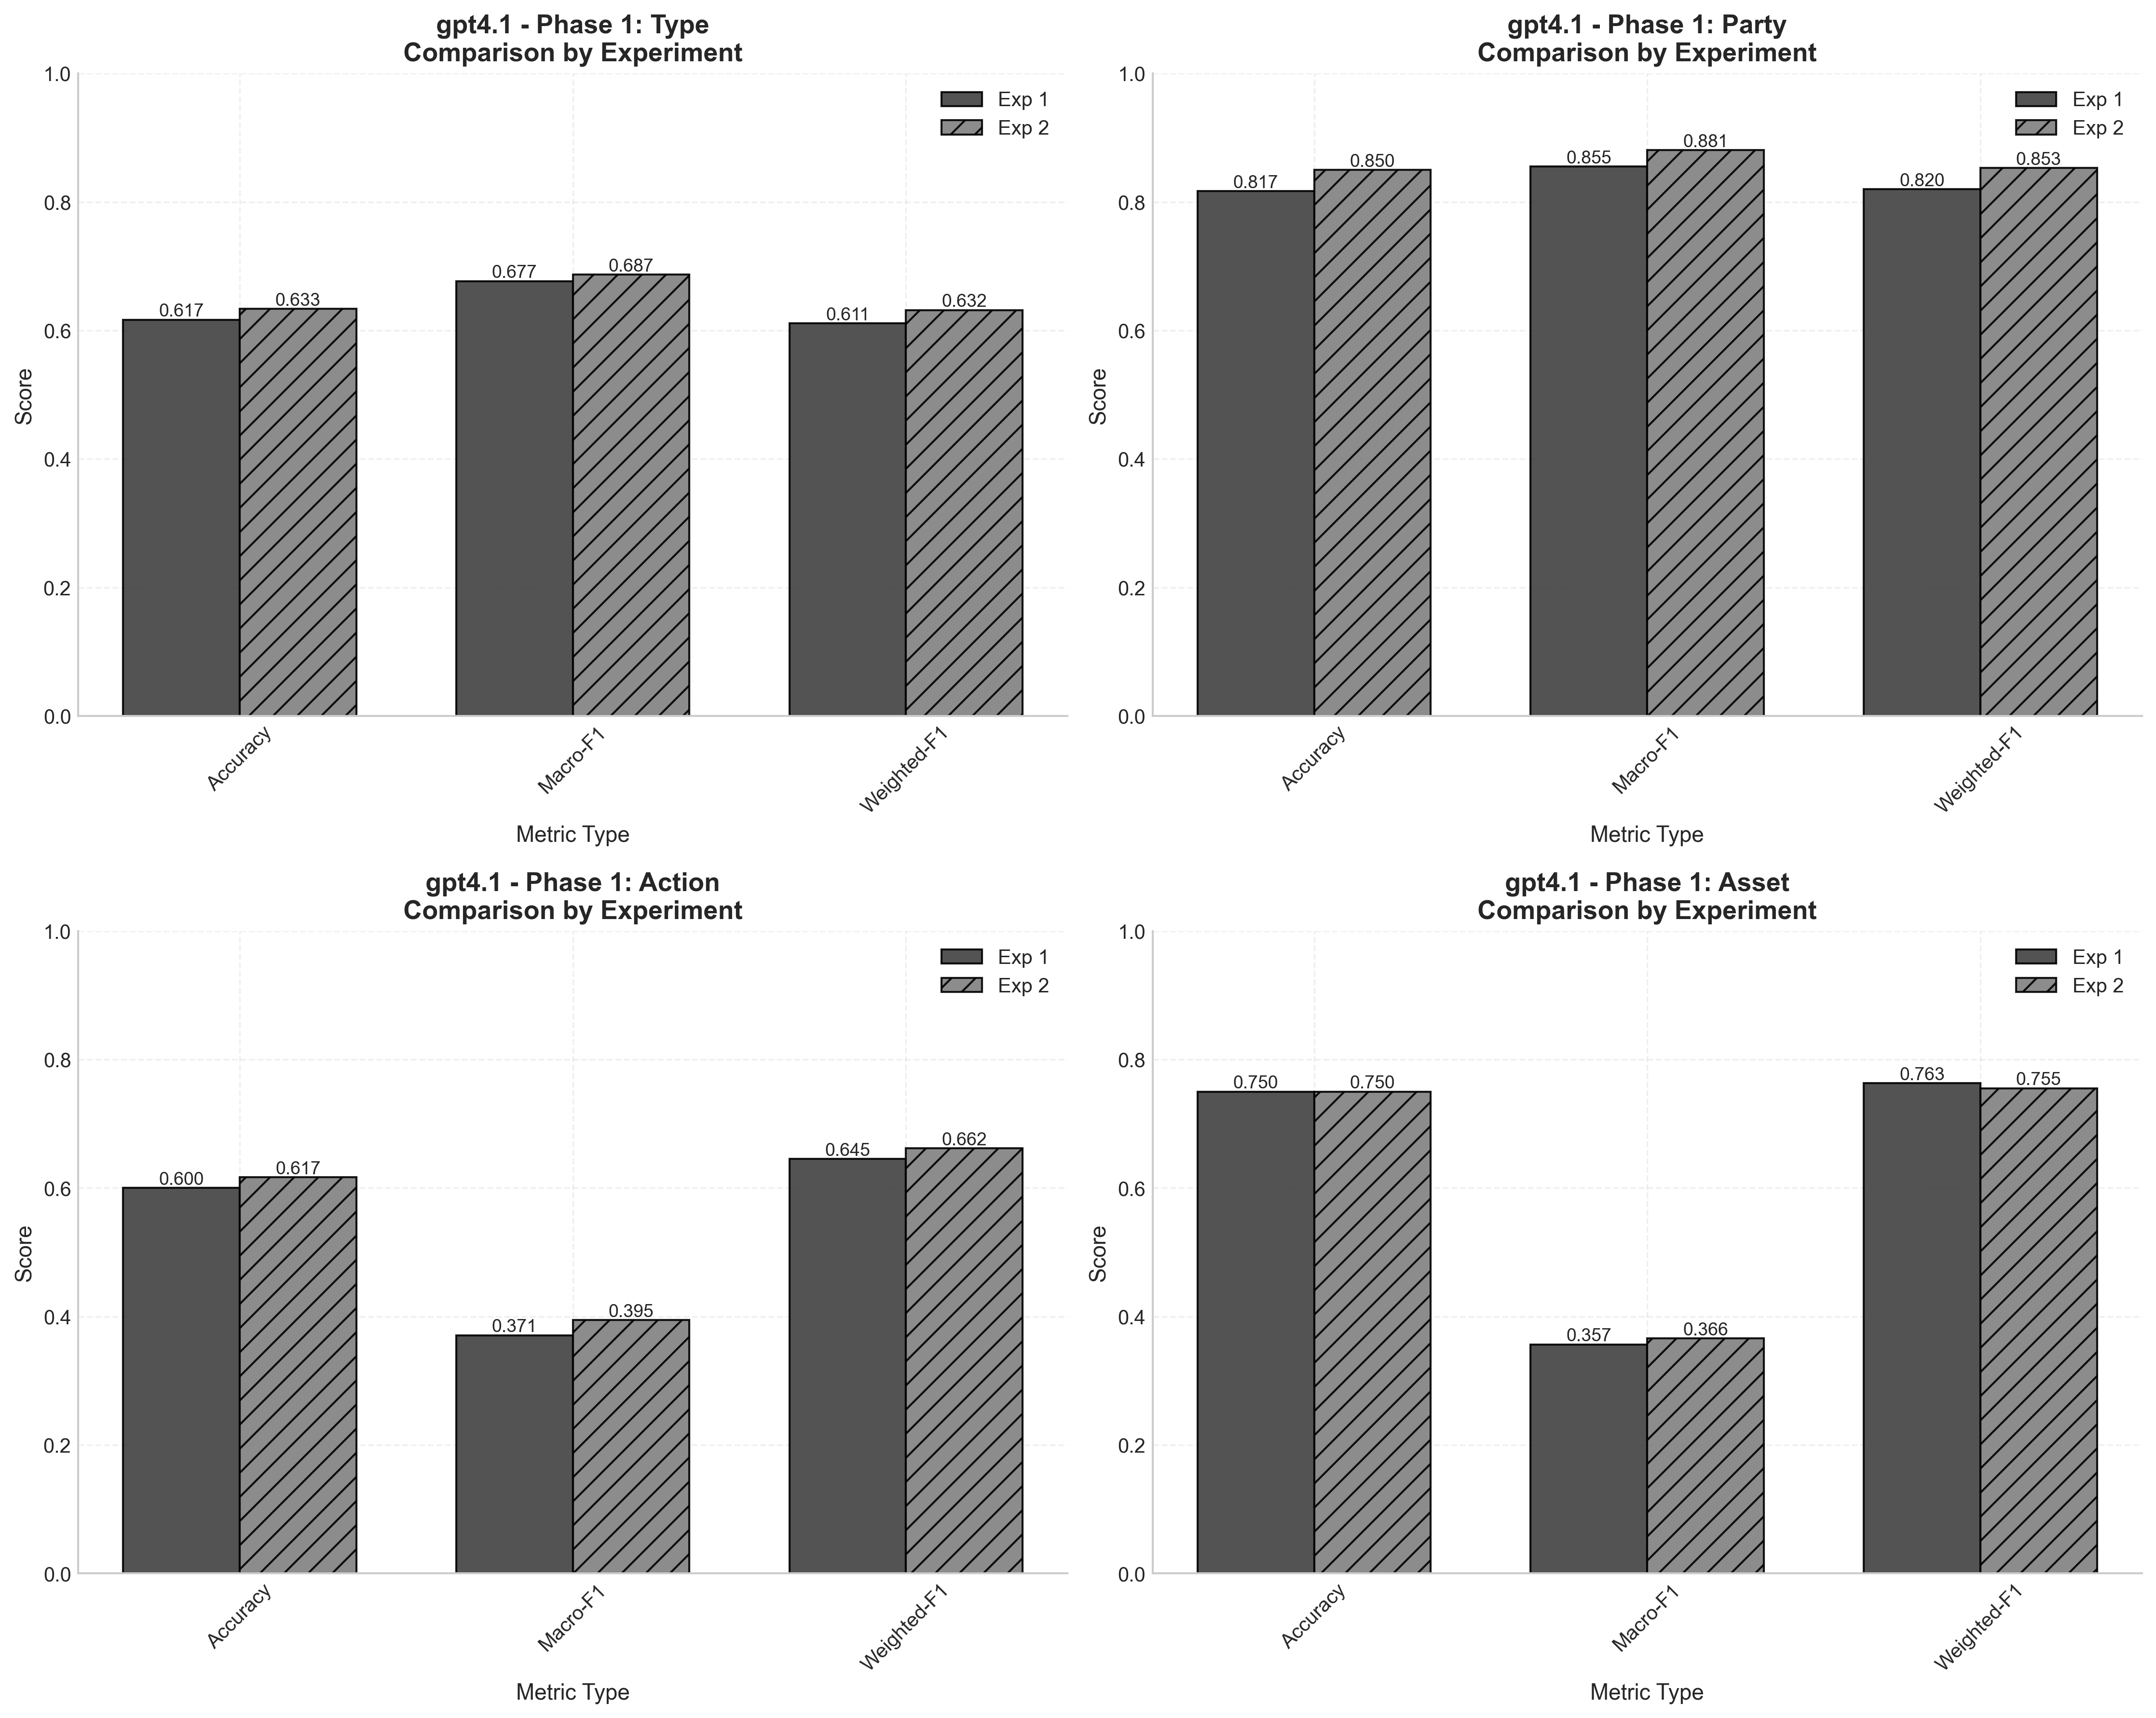 gpt4.1 - Phase 1: Type
Comparison by Experiment
1.0
0.8
0.6
0.4
0.2
0.0
Score
Exp 1
Exp 2
0.617
0.633
0.677
0.687
0.611
0.632
Accuracy
Macro-F1
Weighted-F1
Metric Type
gpt4.1 - Phase 1: Party
Comparison by Experiment
1.0
0.8
0.6
0.4
0.2
0.0
Score
Exp 1
Exp 2
0.817
0.850
0.855
0.881
0.820
0.853
Accuracy
Macro-F1
Weighted-F1
Metric Type
gpt4.1 - Phase 1: Action
Comparison by Experiment
1.0
0.8
0.6
0.4
0.2
0.0
Score
Exp 1
Exp 2
0.600
0.617
0.371
0.395
0.645
0.662
Accuracy
Macro-F1
Weighted-F1
Metric Type
gpt4.1 - Phase 1: Asset
Comparison by Experiment
1.0
0.8
0.6
0.4
0.2
0.0
Score
Exp 1
Exp 2
0.750
0.750
0.357
0.366
0.763
0.755
Accuracy
Macro-F1
Weighted-F1
Metric Type